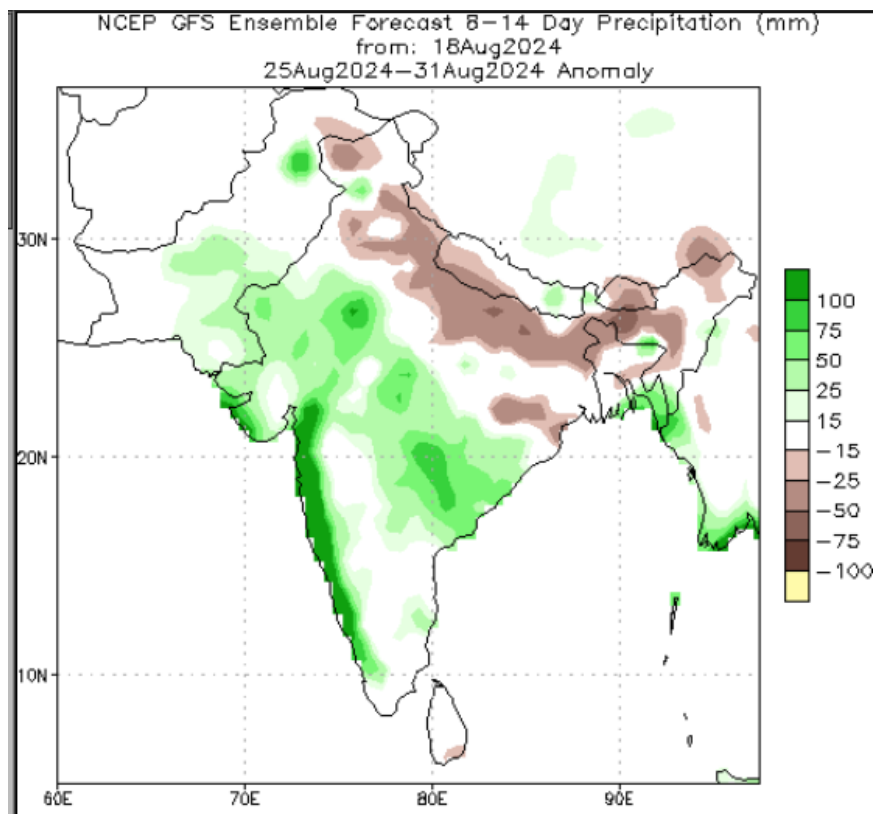 NCEP GFS Ensemble Forecast 8-14 Day Precipitation (mm)
from: 18Aug2024
25Aug2024-31Aug2024 Anomaly
30N
20N
10N
60E
70E
80E
90E
100
75
50
25
15
-15
-25
-50
-75
-100